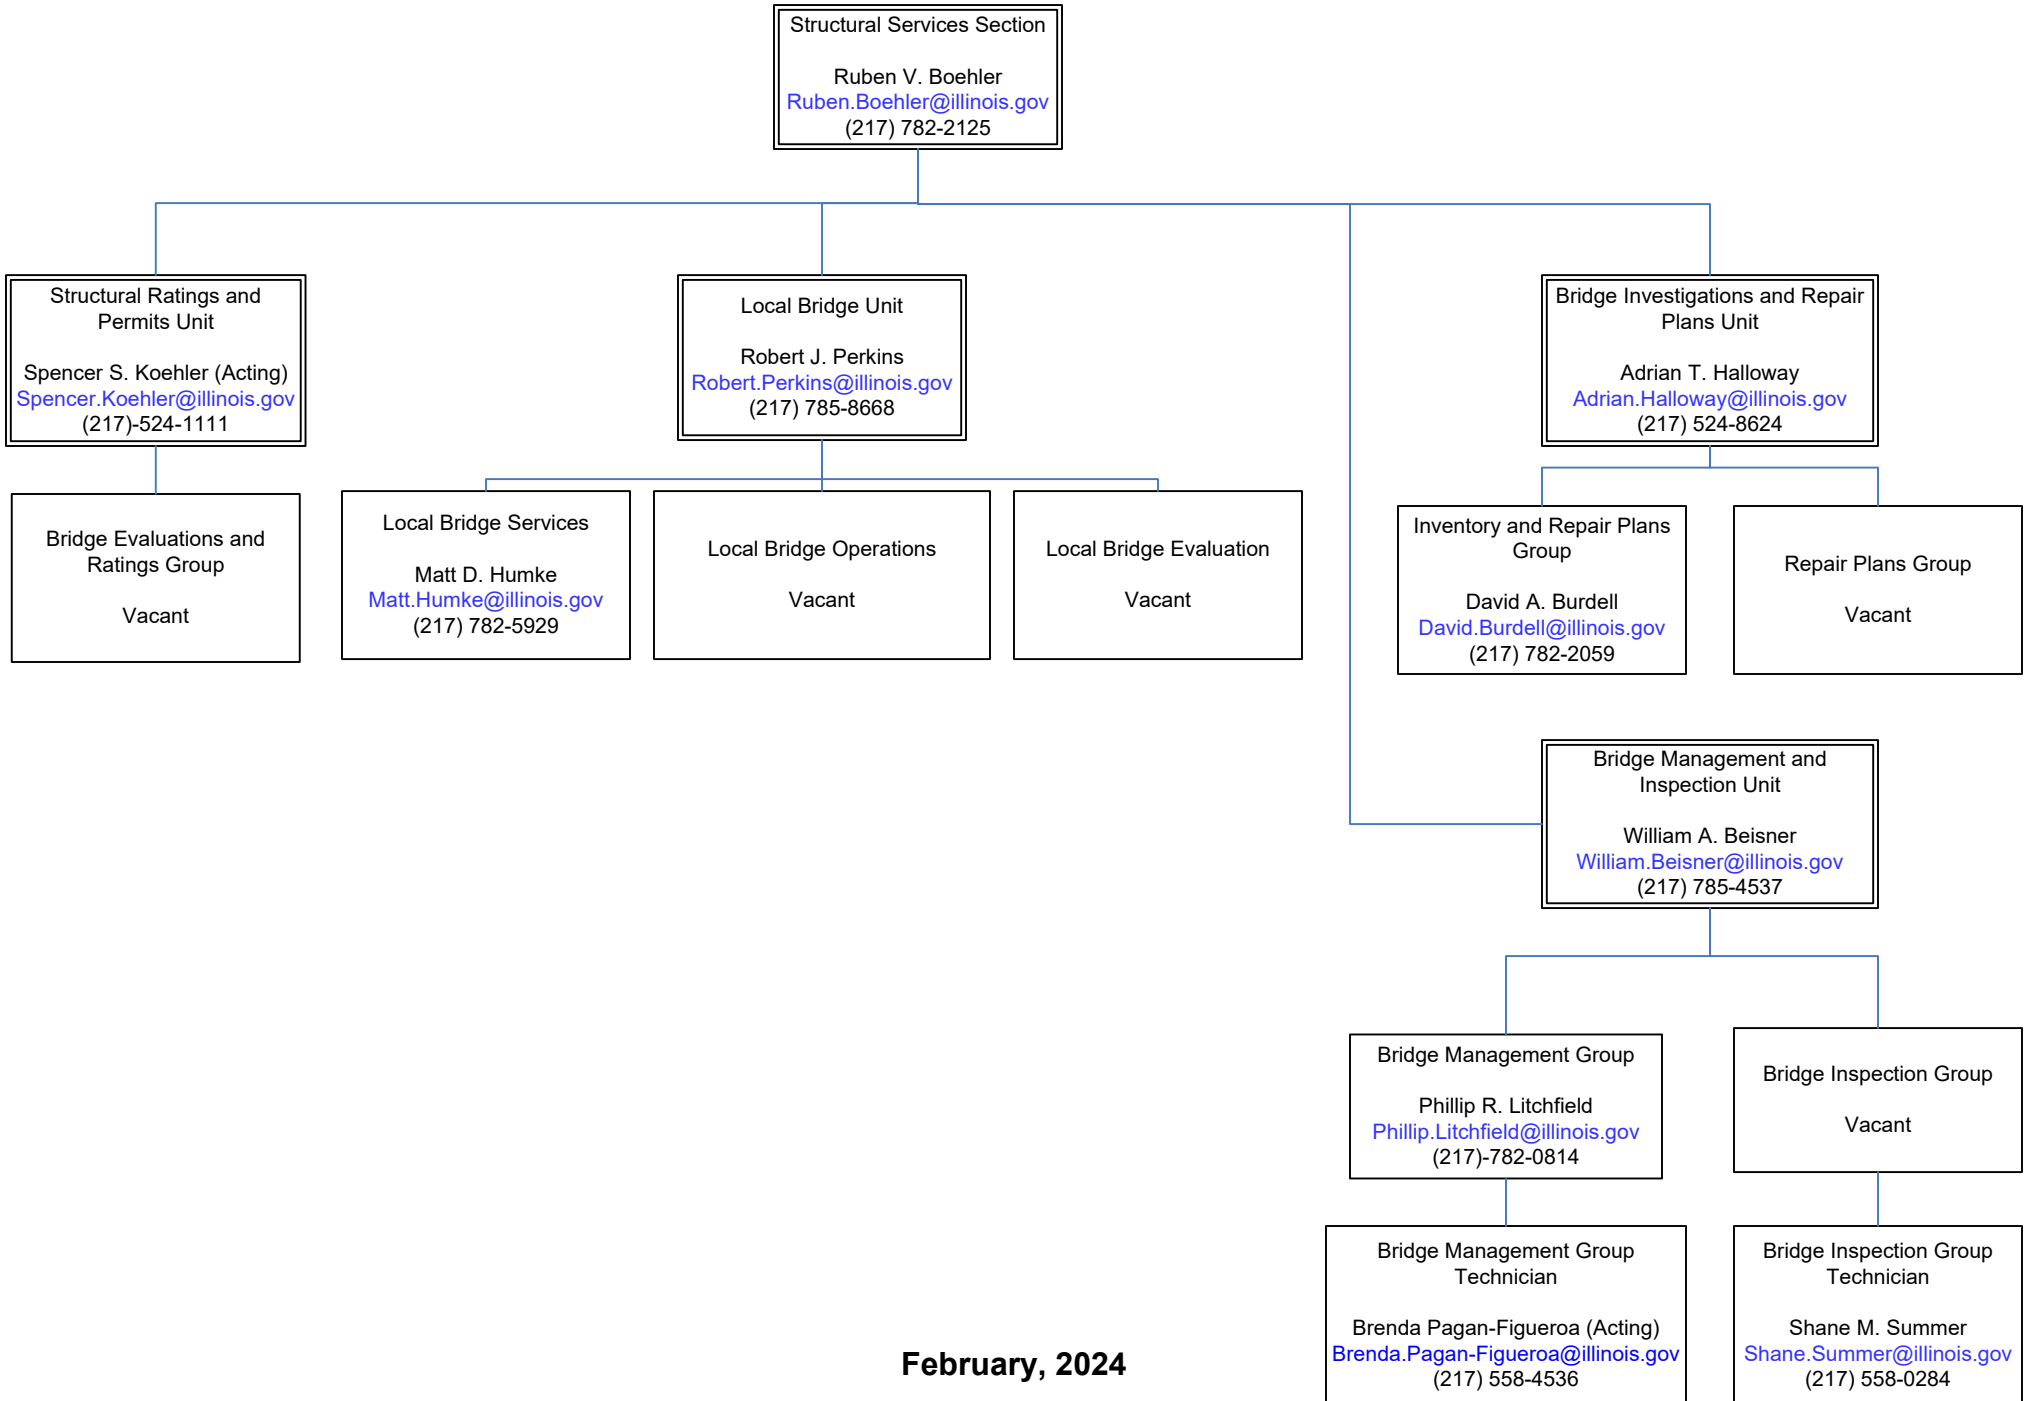 Structural Services Section
Ruben V. Boehler
Ruben.Boehler@illinois.gov
(217) 782-2125
Structural Ratings and
Permits Unit
Spencer S. Koehler (Acting)
Spencer.Koehler@illinois.gov
(217)-524-1111
Local Bridge Unit
Robert J. Perkins
Robert.Perkins@illinois.gov
(217) 785-8668
Bridge Investigations and Repair
Plans Unit
Adrian T. Halloway
Adrian.Halloway@illinois.gov
(217) 524-8624
Bridge Evaluations and
Ratings Group
Vacant
Local Bridge Services
Matt D. Humke
Matt.Humke@illinois.gov
(217) 782-5929
Local Bridge Operations
Vacant
Local Bridge Evaluation
Vacant
Inventory and Repair Plans
Group
David A. Burdell
David.Burdell@illinois.gov
(217) 782-2059
Repair Plans Group
Vacant
Bridge Management and
Inspection Unit
William A. Beisner
William.Beisner@illinois.gov
(217) 785-4537
Bridge Management Group
Phillip R. Litchfield
Phillip.Litchfield@illinois.gov
(217)-782-0814
Bridge Inspection Group
Vacant
Bridge Management Group
Technician
Brenda Pagan-Figueroa (Acting)
Brenda.Pagan-Figueroa@illinois.gov
(217) 558-4536
Bridge Inspection Group
Technician
Shane M. Summer
Shane.Summer@illinois.gov
(217) 558-0284
February, 2024